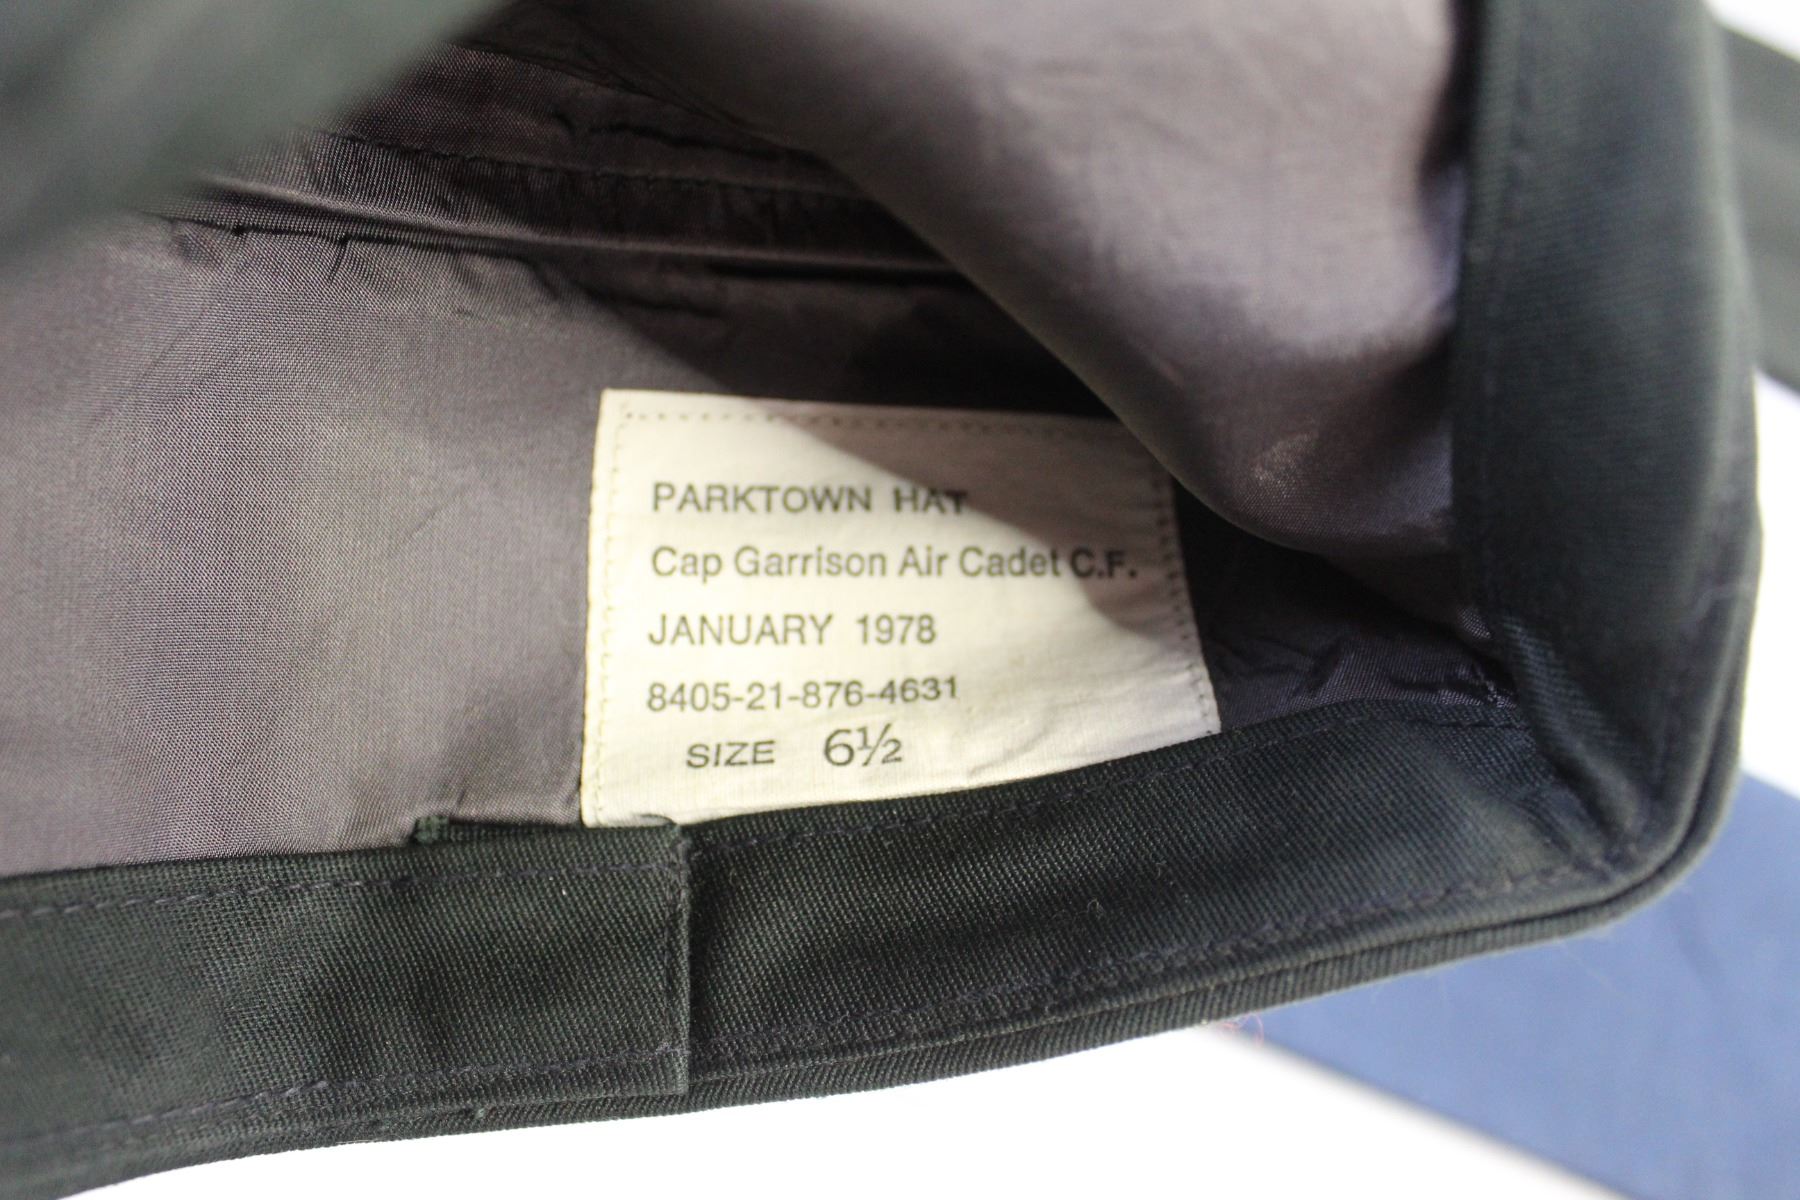 PARKTOWN HAT
Cap Garrison Air Cadet C.F.
JANUARY 1978
8405-21-876-4631
SIZE 6½